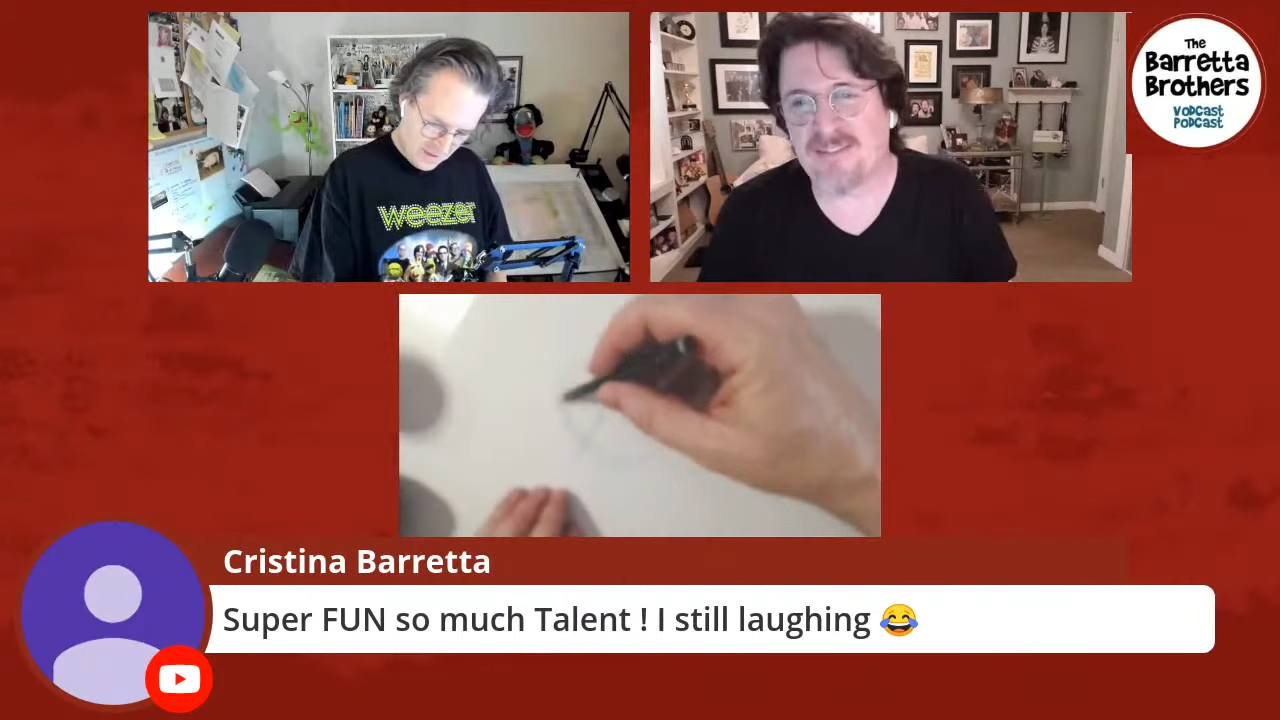 The
Barretta
Brothers
VODCAST
PODCAST
weezer
Cristina Barretta
Super FUN so much Talent ! I still laughing 😂